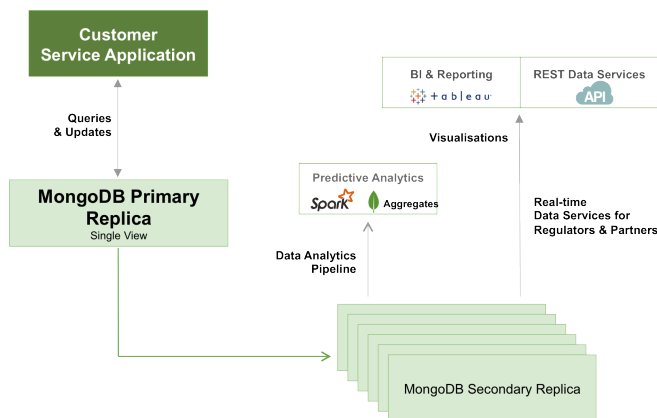 Customer
Service Application
BI & Reporting
REST Data Services
+ a b l e a u
API
Queries
& Updates
Visualisations
Predictive Analytics
Spark
Aggregates
MongoDB Primary
Replica
Single View
Real-time
Data Services for
Regulators & Partners
Data Analytics
Pipeline
MongoDB Secondary Replica